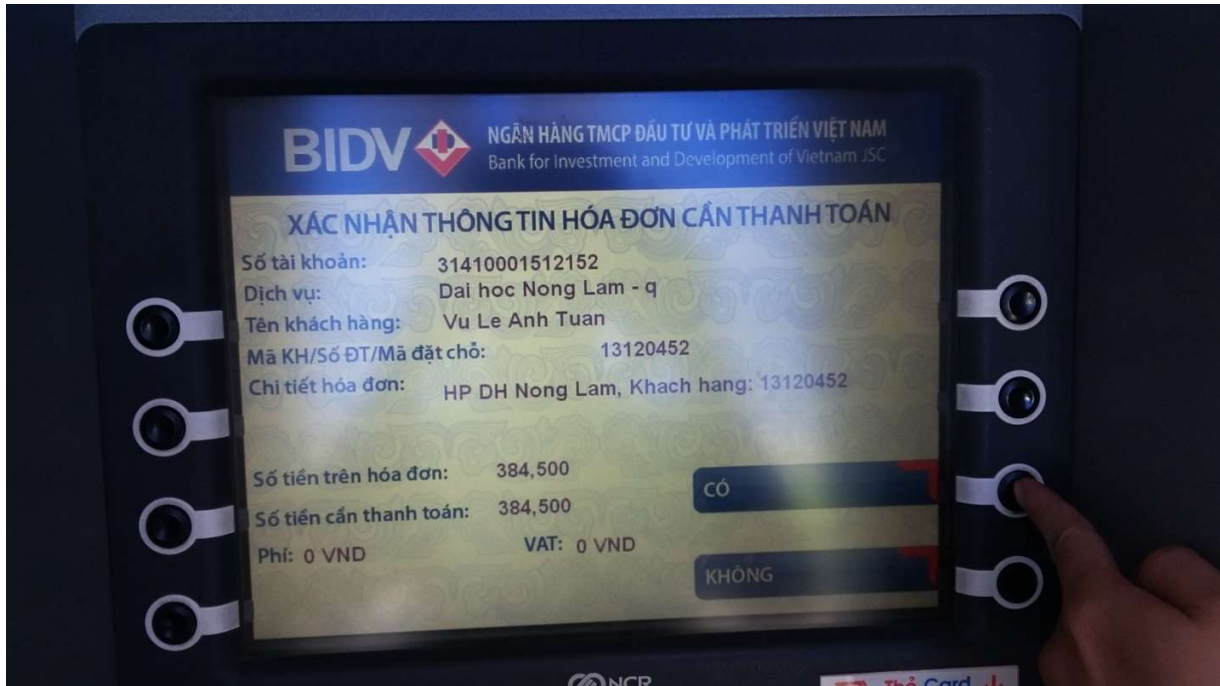 BIDV
NGÂN HÀNG TMCP ĐẦU TƯ VÀ PHÁT TRIỂN VIỆT NAM
Bank for Investment and Development of Vietnam JSC
XÁC NHẬN THÔNG TIN HÓA ĐƠN CẦN THANH TOÁN
Số tài khoản: 31410001512152
Dịch vụ: Dai hoc Nong Lam - q
Tên khách hàng: Vu Le Anh Tuan
Mã KH/Số ĐT/Mã đặt chỗ: 13120452
Chi tiết hóa đơn: HP DH Nong Lam, Khach hang: 13120452
Số tiền trên hóa đơn: 384,500
CÓ
Số tiền cần thanh toán: 384,500
Phí: 0 VND VAT: 0 VND
KHÔNG
NCR
Thẻ Card